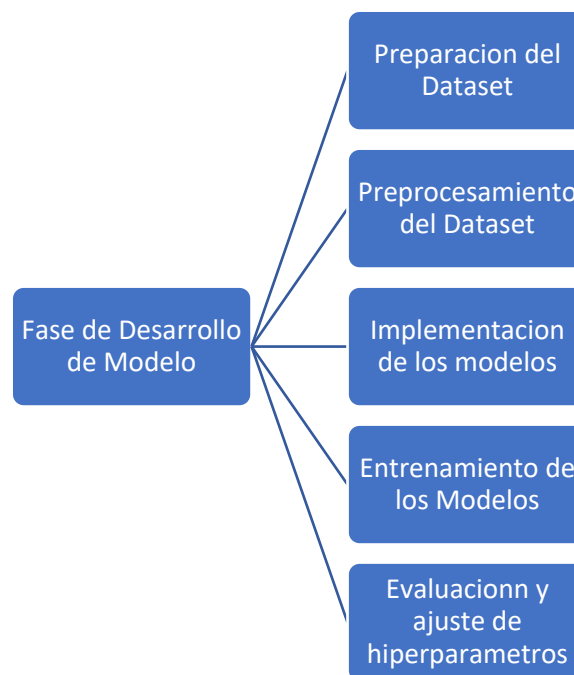 Preparacion del
Dataset
Preprocesamiento
del Dataset
Fase de Desarrollo
de Modelo
Implementacion
de los modelos
Entrenamiento de
los Modelos
Evaluacionn y
ajuste de
hiperparametros